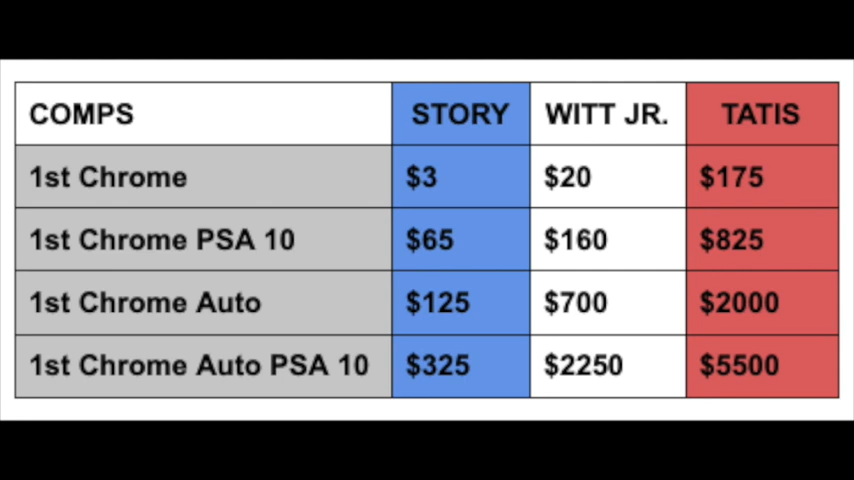 COMPS STORY WITT JR. TATIS
1st Chrome $3 $20 $175
1st Chrome PSA 10 $65 $160 $825
1st Chrome Auto $125 $700 $2000
1st Chrome Auto PSA 10 $325 $2250 $5500